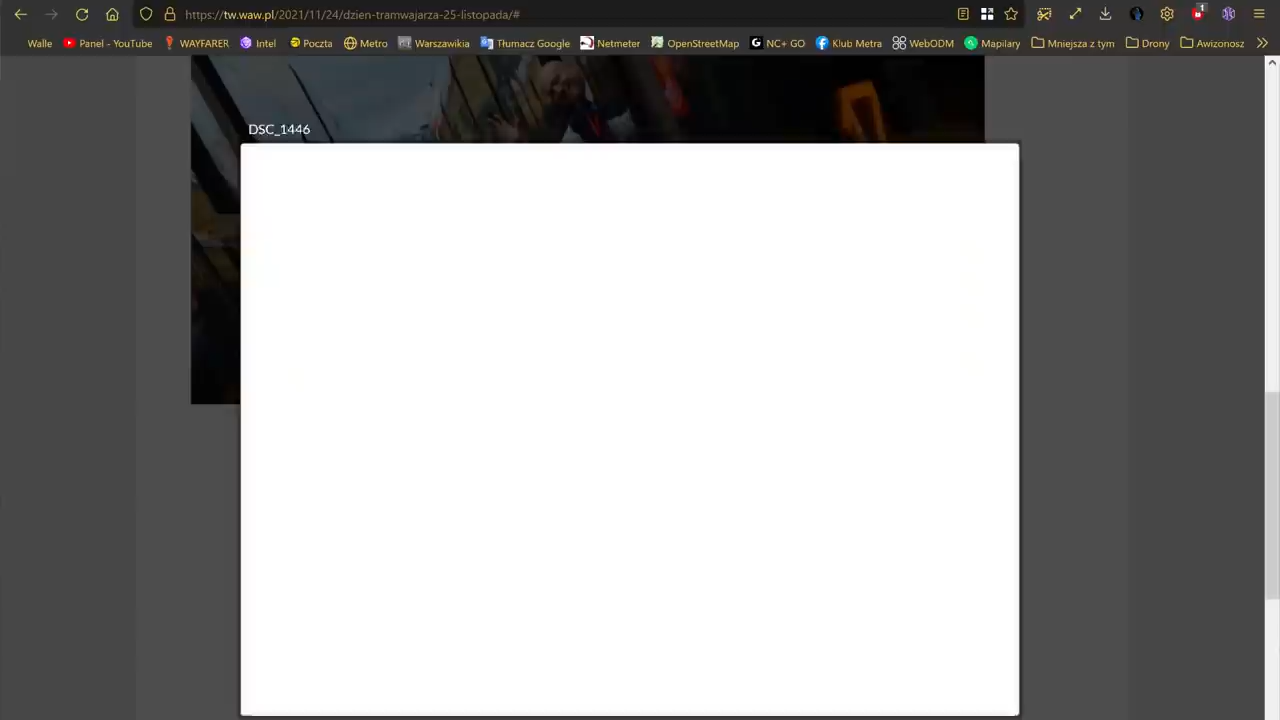 https://tw.waw.pl/2021/11/24/dzien-tramwajarza-25-listopada/#
1
Walle Panel - YouTube WAYFARER Intel Poczta Metro Warszawikia Tłumacz Google Netmeter OpenStreetMap NC+ GO Klub Metra WebODM Mapilary Mniejsza z tym Drony Awizonosz
DSC_1446